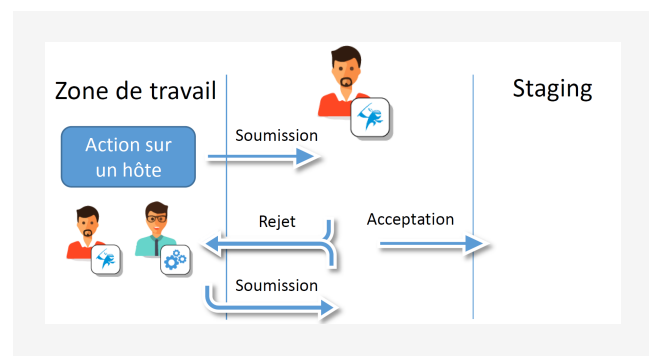 Zone de travail
Staging
Action sur
un hôte
Soumission
Rejet
Acceptation
Soumission